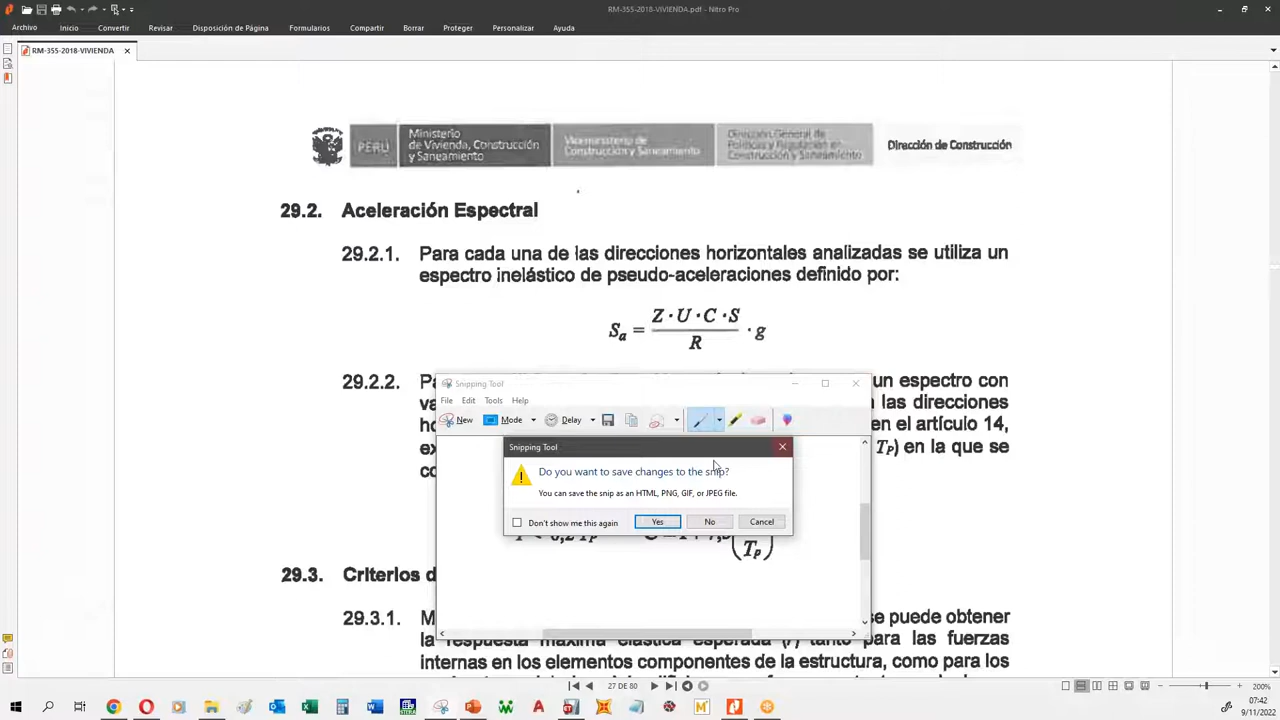 RM-355-2018-VIVIENDA.pdf - Nitro Pro
Archivo Inicio Convertir Revisar Disposición de Página Formularios Compartir Borrar Proteger Personalizar Ayuda
RM-355-2018-VIVIENDA
PERÚ
Ministerio
de Vivienda, Construcción
y Saneamiento
Viceministerio de
Construcción y Saneamiento
Dirección General de
Políticas y Regulación en
Construcción y Saneamiento
Dirección de Construcción
29.2. Aceleración Espectral
29.2.1. Para cada una de las direcciones horizontales analizadas se utiliza un
espectro inelástico de pseudo-aceleraciones definido por:
Sa = Z · U · C · S / R · g
29.2.2.
un espectro con
las direcciones
en el artículo 14,
TP) en la que se
Snipping Tool
File Edit Tools Help
New Mode Delay
Snipping Tool
Do you want to save changes to the snip?
You can save the snip as an HTML, PNG, GIF, or JPEG file.
Don't show me this again
Yes No Cancel
TP
29.3. Criterios d
29.3.1. M
se puede obtener
la respuesta máxima elástica esperada (r) tanto para las fuerzas
internas en los elementos componentes de la estructura, como para los
27 DE 80
200%
07:42
9/11/2022